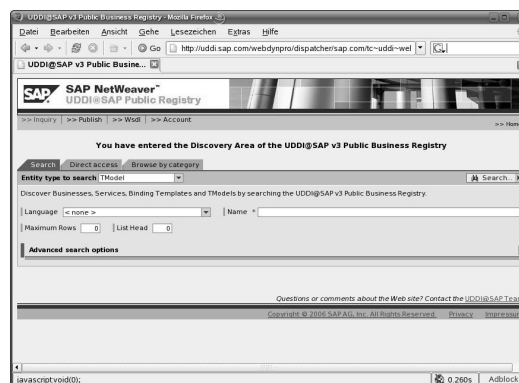 UDDI@SAP v3 Public Business Registry - Mozilla Firefox
Datei Bearbeiten Ansicht Gehe Lesezeichen Extras Hilfe
Go http://uddi.sap.com/webdynpro/dispatcher/sap.com/tc~uddi~wel G
UDDI@SAP v3 Public Busine...
SAP SAP NetWeaver™
UDDI@SAP Public Registry
>> Inquiry >> Publish >> Wsdl >> Account
>> Hom
You have entered the Discovery Area of the UDDI@SAP v3 Public Business Registry
Search Direct access Browse by category
Entity type to search TModel Search...
Discover Businesses, Services, Binding Templates and TModels by searching the UDDI@SAP v3 Public Business Registry.
Language < none > Name *
Maximum Rows 0 List Head 0
Advanced search options
Questions or comments about the Web site? Contact the UDDI@SAP Tea
Copyright © 2006 SAP AG, Inc. All Rights Reserved. Privacy Impressu
javascript:void(0); 0.260s Adblock